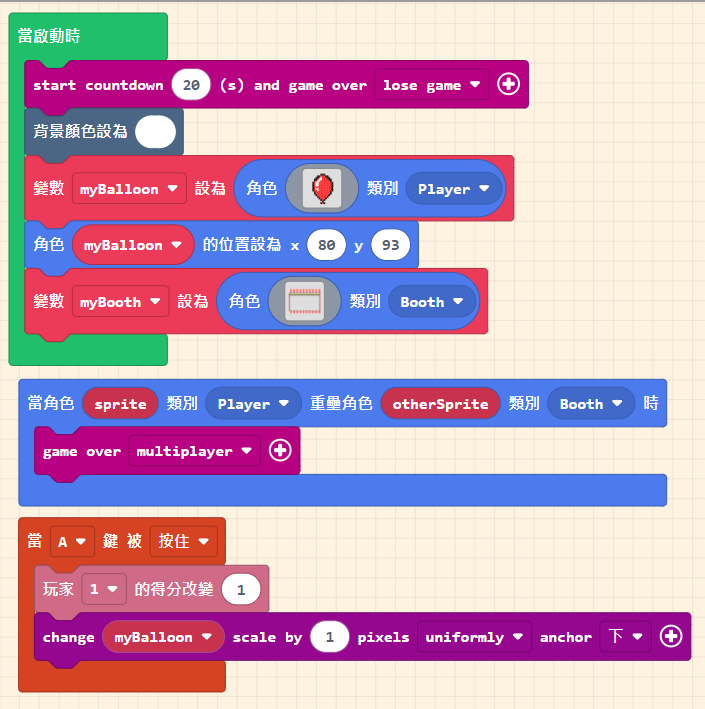 當啟動時
start countdown 20 (s) and game over lose game
背景顏色設為
變數 myBalloon 設為 角色 類別 Player
角色 myBalloon 的位置設為 x 80 y 93
變數 myBooth 設為 角色 類別 Booth
當角色 sprite 類別 Player 重疊角色 otherSprite 類別 Booth 時
game over multiplayer
當 A 鍵 被 按住
玩家 1 的得分改變 1
change myBalloon scale by 1 pixels uniformly anchor 下